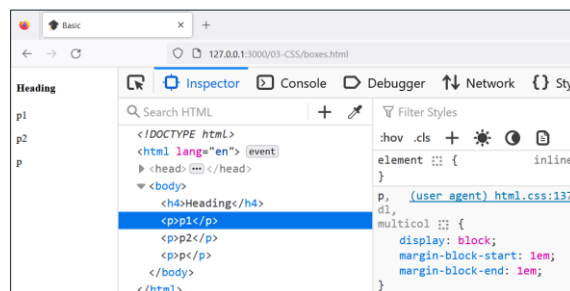 Basic
127.0.0.1:3000/03-CSS/boxes.html
Heading
p1
p2
p
Inspector Console Debugger Network {} Sty
Search HTML
<!DOCTYPE html>
<html lang="en"> event
<head> ••• </head>
<body>
<h4>Heading</h4>
<p>p1</p>
<p>p2</p>
<p>p</p>
</body>
</html>
Filter Styles
:hov .cls
element { inline
}
p, (user agent) html.css:137
dl,
multicol {
display: block;
margin-block-start: 1em;
margin-block-end: 1em;
}